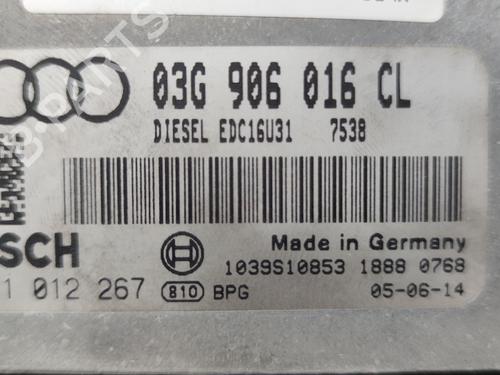 03G 906 016 CL
DIESEL EDC16U31 7538
SCH
Made in Germany
1 012 267
810 BPG
1039S10853 1888 0768
05-06-14
PARTS